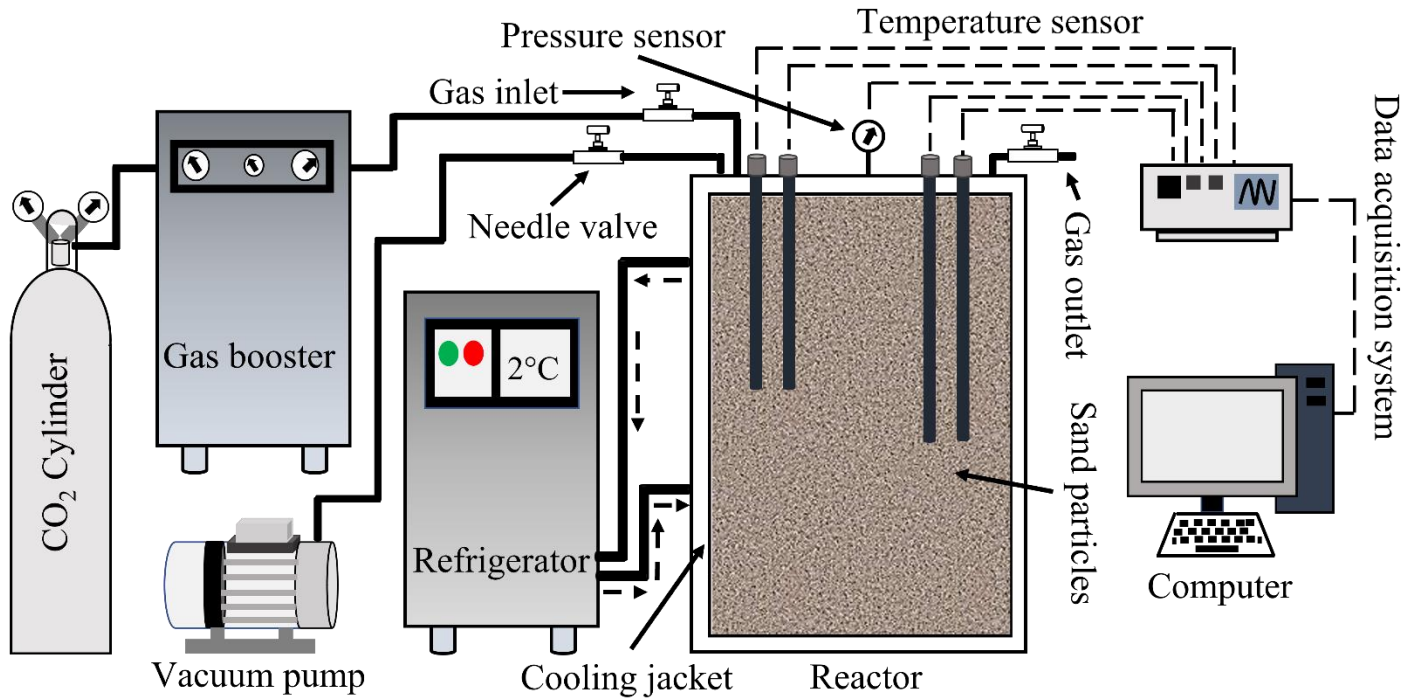 Pressure sensor
Temperature sensor
Gas inlet
Needle valve
Gas booster
2°C
Gas outlet
Data acquisition system
CO₂ Cylinder
Sand particles
Refrigerator
Computer
Vacuum pump
Cooling jacket
Reactor